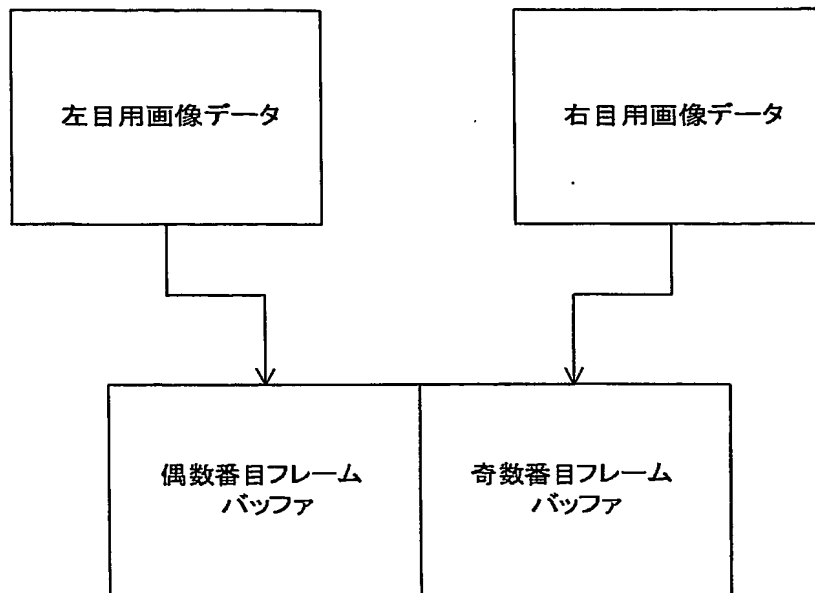 左目用画像データ
右目用画像データ
偶数番目フレーム
バッファ
奇数番目フレーム
バッファ